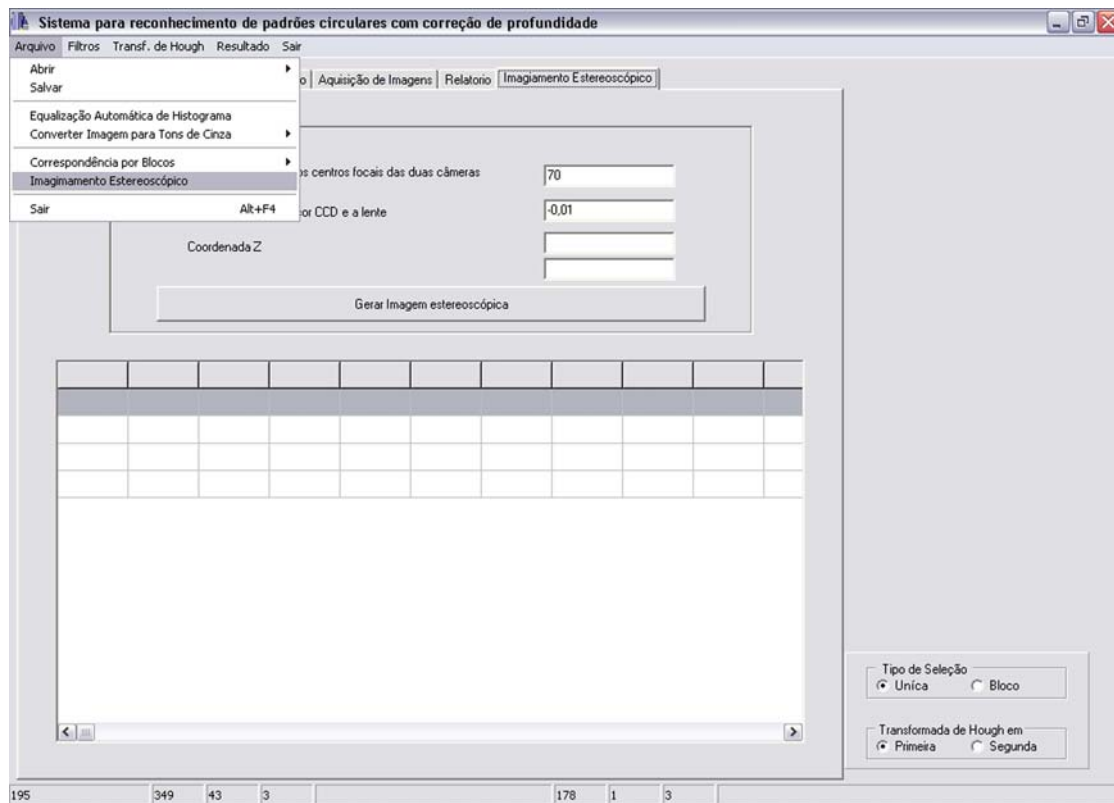 Sistema para reconhecimento de padrões circulares com correção de profundidade
Arquivo Filtros Transf. de Hough Resultado Sair
Abrir
Salvar
Equalização Automática de Histograma
Converter Imagem para Tons de Cinza
Correspondência por Blocos
Imagimamento Estereoscópico
Sair Alt+F4
o Aquisição de Imagens Relatorio Imagiamento Estereoscópico
os centros focais das duas câmeras 70
or CCD e a lente -0,01
Coordenada Z
Gerar Imagem estereoscópica
Tipo de Seleção
Uníca Bloco
Transformada de Hough em
Primeira Segunda
195 349 43 3 178 1 3